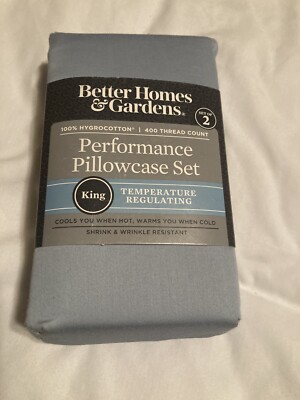 Better Homes
& Gardens®
SET OF
2
100% HYGROCOTTON® | 400 THREAD COUNT
Performance
Pillowcase Set
King
TEMPERATURE
REGULATING
COOLS YOU WHEN HOT, WARMS YOU WHEN COLD
SHRINK & WRINKLE RESISTANT